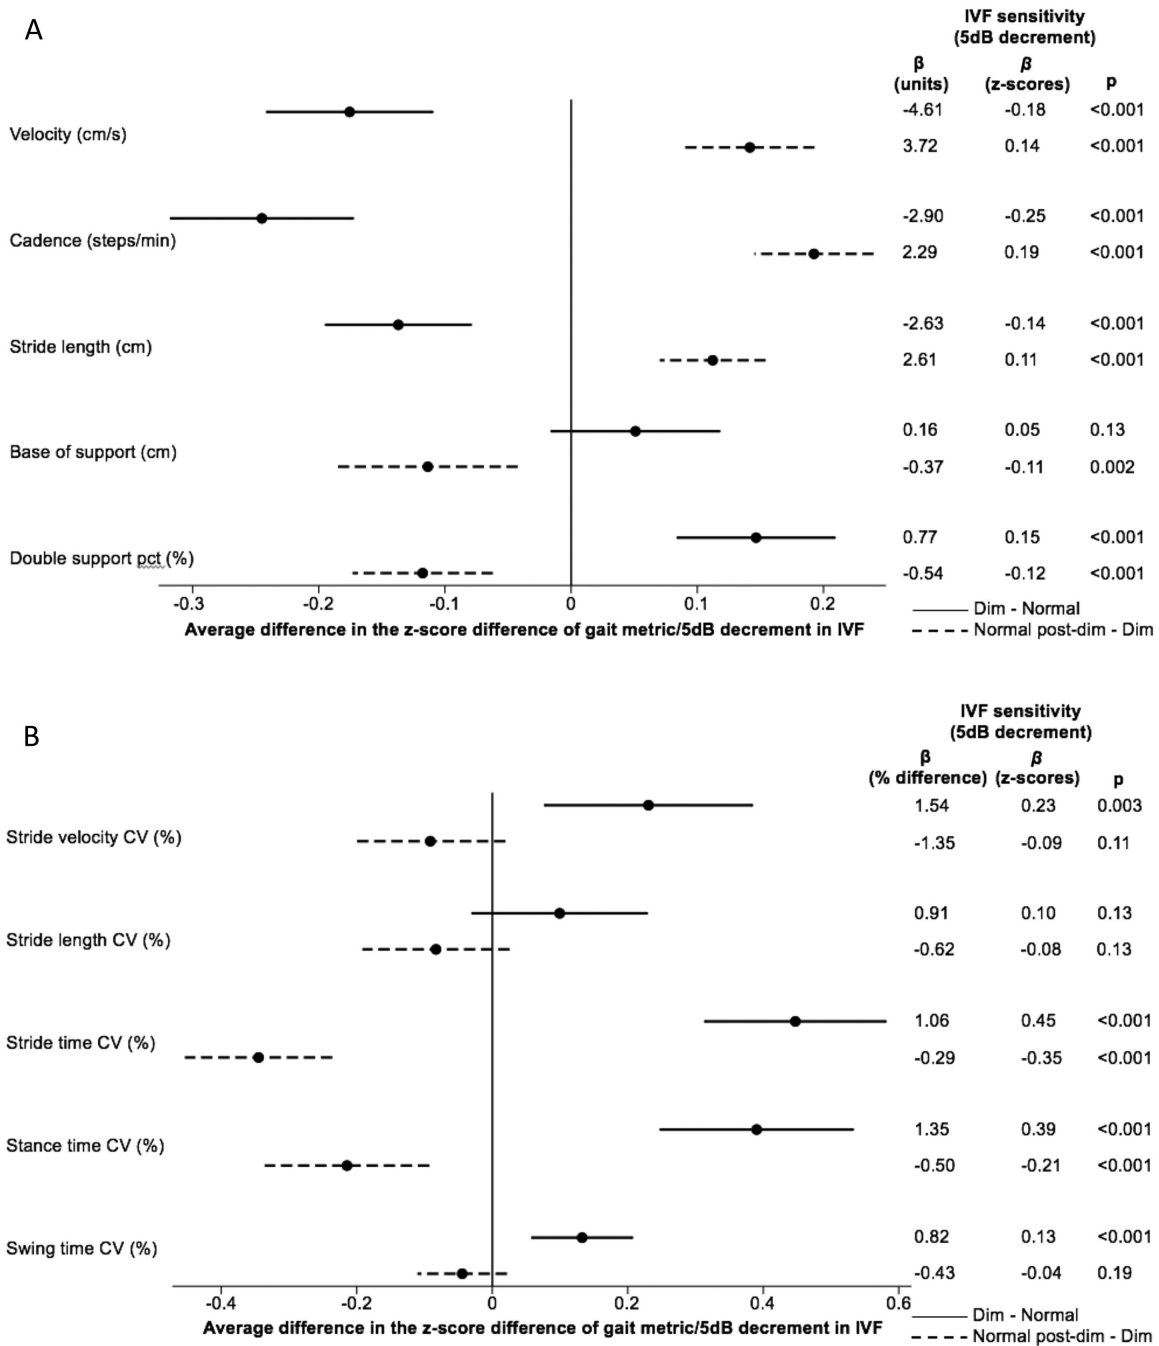 A
IVF sensitivity
(5dB decrement)
β β
(units) (z-scores) p
-4.61 -0.18 <0.001
Velocity (cm/s)
3.72 0.14 <0.001
-2.90 -0.25 <0.001
Cadence (steps/min)
2.29 0.19 <0.001
-2.63 -0.14 <0.001
Stride length (cm)
2.61 0.11 <0.001
0.16 0.05 0.13
Base of support (cm)
-0.37 -0.11 0.002
0.77 0.15 <0.001
Double support pct (%)
-0.54 -0.12 <0.001
-0.3 -0.2 -0.1 0 0.1 0.2
Dim - Normal
Average difference in the z-score difference of gait metric/5dB decrement in IVF
Normal post-dim - Dim
B
IVF sensitivity
(5dB decrement)
β β
(% difference) (z-scores) p
1.54 0.23 0.003
Stride velocity CV (%)
-1.35 -0.09 0.11
0.91 0.10 0.13
Stride length CV (%)
-0.62 -0.08 0.13
1.06 0.45 <0.001
Stride time CV (%)
-0.29 -0.35 <0.001
1.35 0.39 <0.001
Stance time CV (%)
-0.50 -0.21 <0.001
0.82 0.13 <0.001
Swing time CV (%)
-0.43 -0.04 0.19
-0.4 -0.2 0 0.2 0.4 0.6
Dim - Normal
Average difference in the z-score difference of gait metric/5dB decrement in IVF
Normal post-dim - Dim